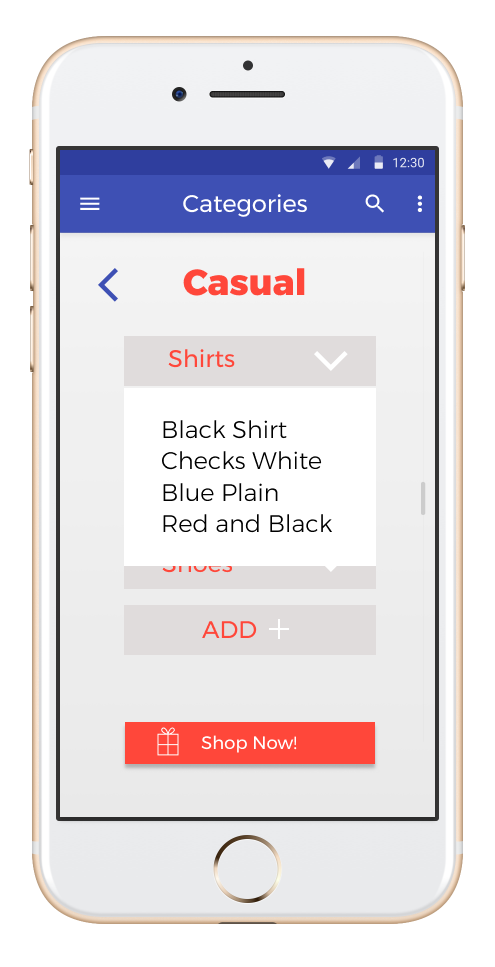 12:30
Categories
Casual
Shirts
Black Shirt
Checks White
Blue Plain
Red and Black
Shoes
ADD
Shop Now!